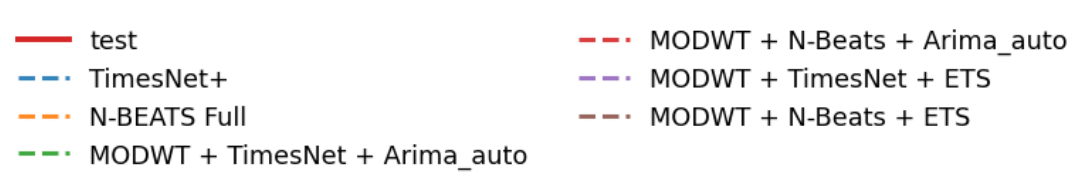 test
TimesNet+
N-BEATS Full
MODWT + TimesNet + Arima_auto
MODWT + N-Beats + Arima_auto
MODWT + TimesNet + ETS
MODWT + N-Beats + ETS